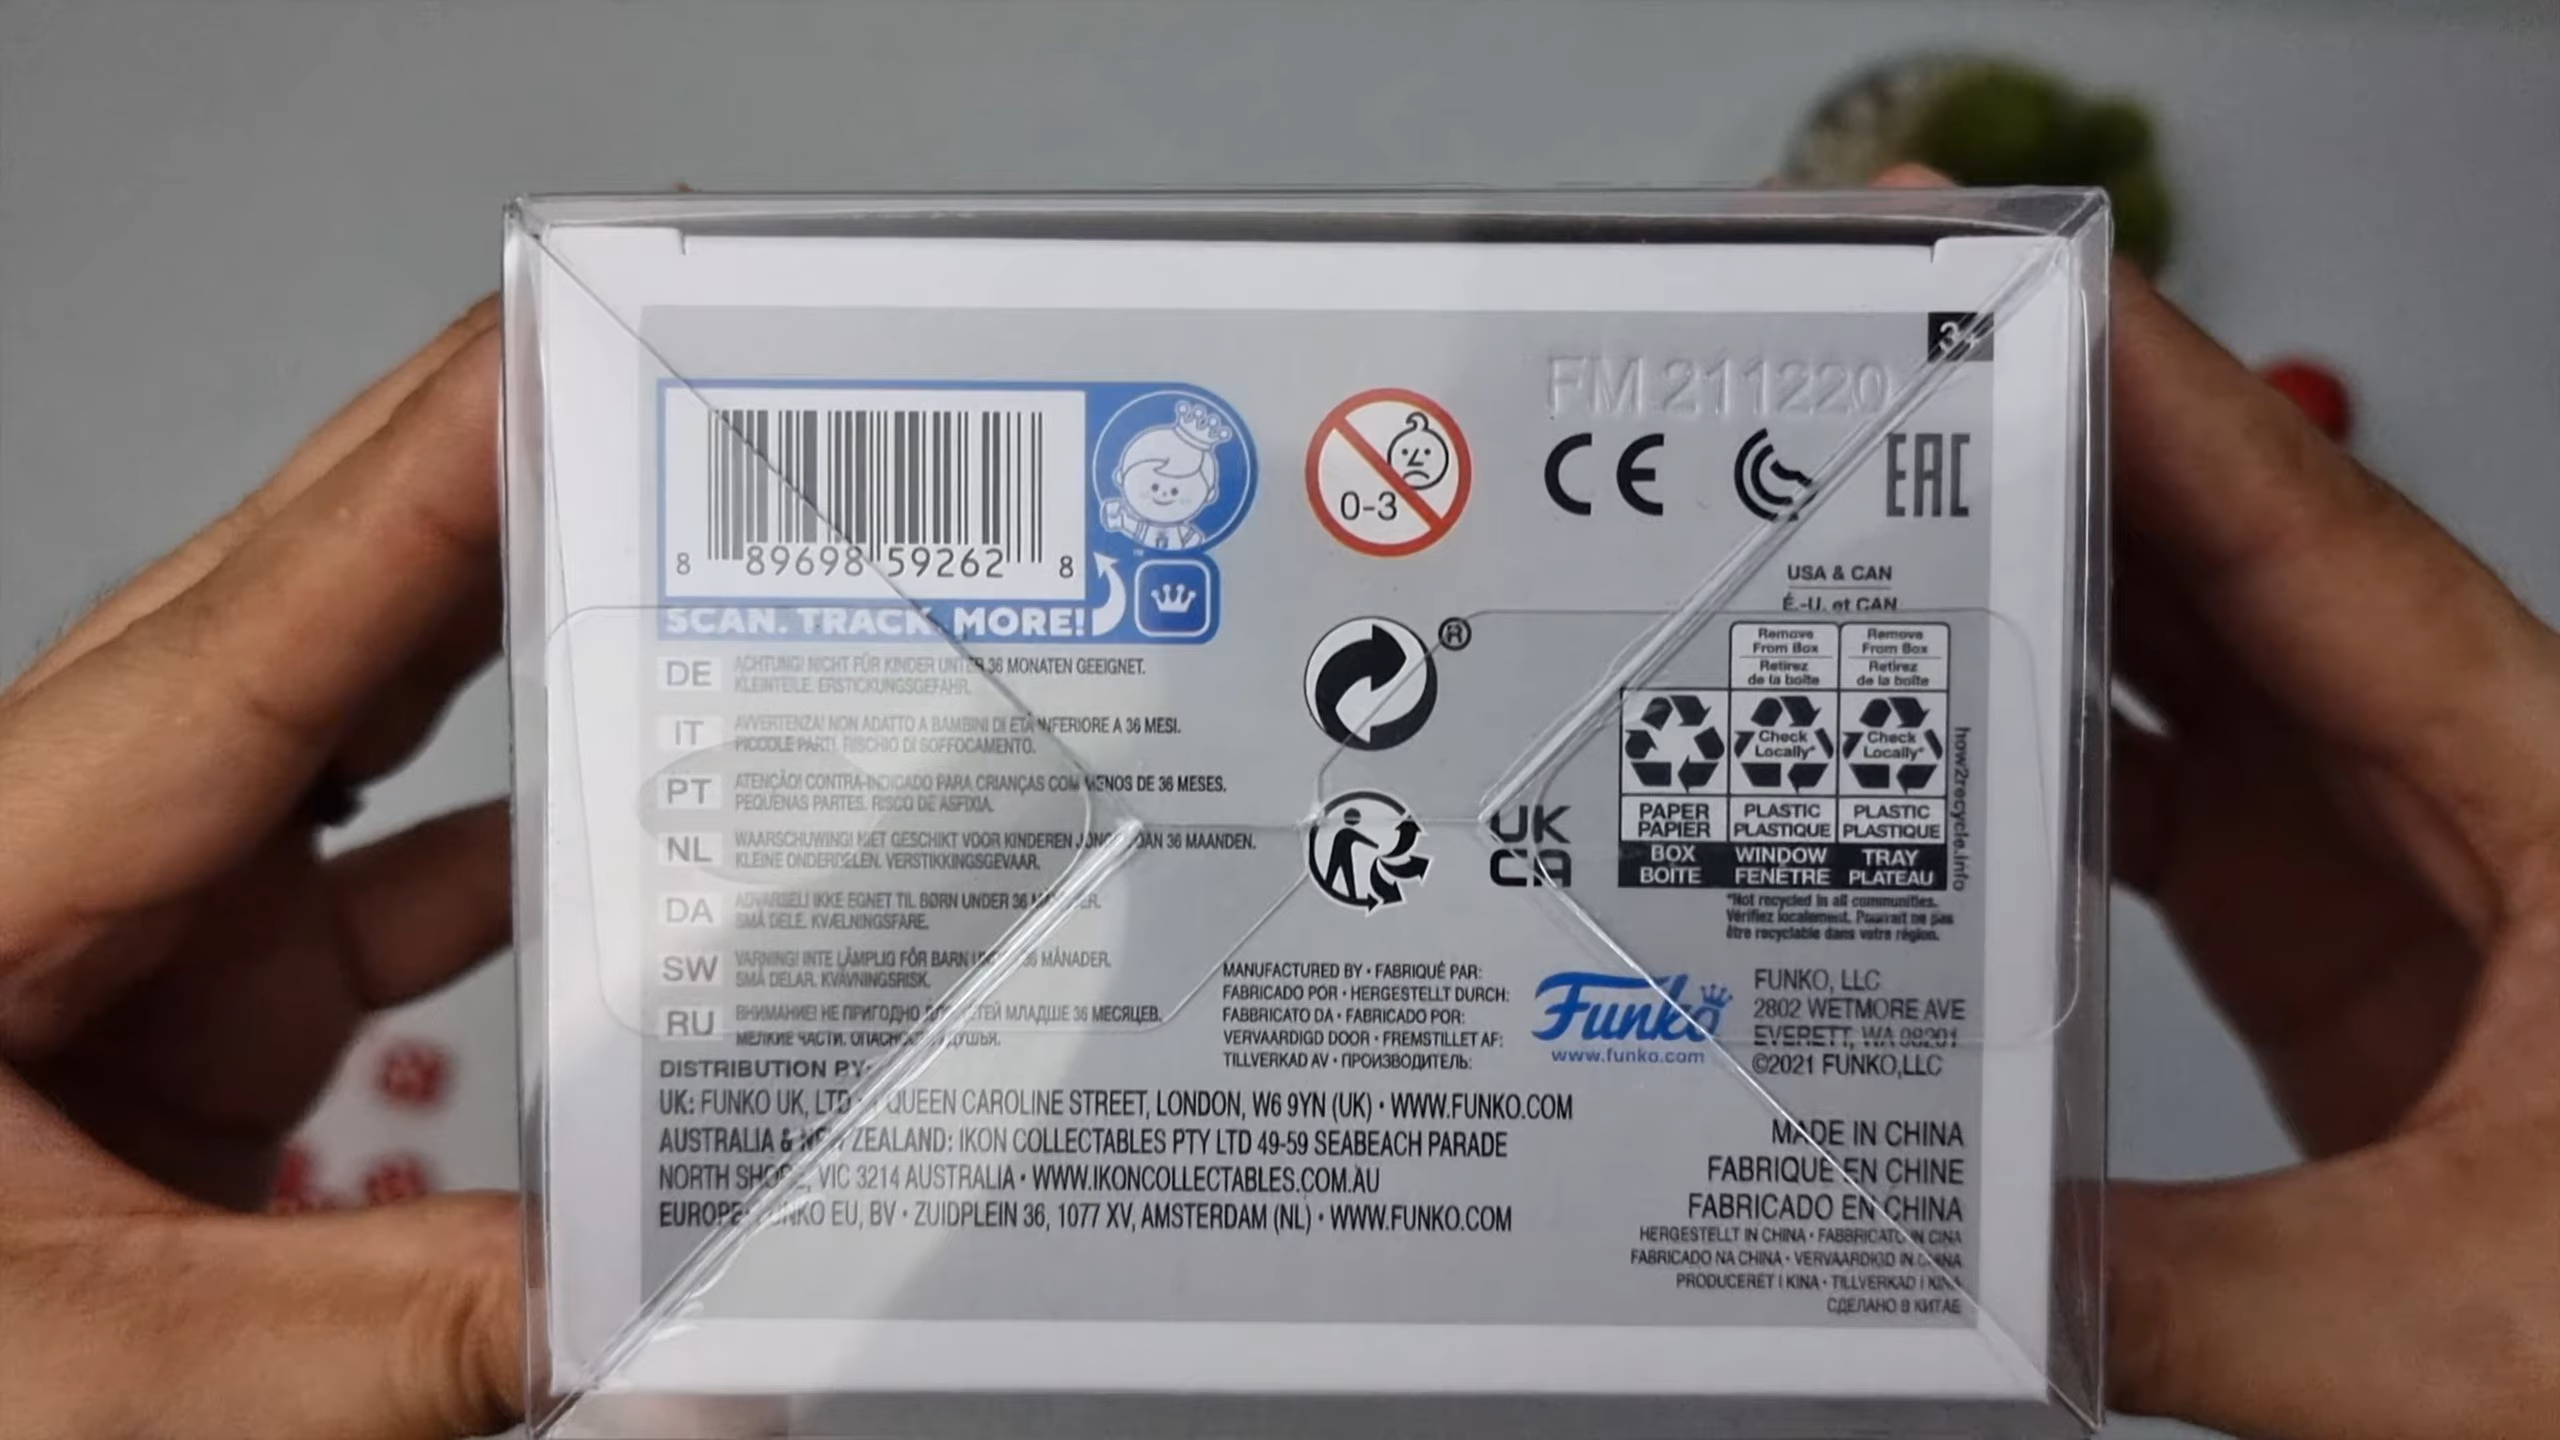 FM 211220
3
8 89698 59262 8
SCAN. TRACK. MORE!
0-3
CE
EAC
DE ACHTUNG! NICHT FÜR KINDER UNTER 36 MONATEN GEEIGNET.
KLEINTEILE. ERSTICKUNGSGEFAHR.
IT AVVERTENZA! NON ADATTO A BAMBINI DI ETÀ INFERIORE A 36 MESI.
PICCOLE PARTI. RISCHIO DI SOFFOCAMENTO.
PT ATENÇÃO! CONTRA-INDICADO PARA CRIANÇAS COM MENOS DE 36 MESES.
PEQUENAS PARTES. RISCO DE ASFIXIA.
NL WAARSCHUWING! NIET GESCHIKT VOOR KINDEREN DAN 36 MAANDEN.
KLEINE ONDERDELEN. VERSTIKKINGSGEVAAR.
DA ADVARSEL! IKKE EGNET TIL BØRN UNDER 36
SMÅ DELE. KVÆLNINGSFARE.
SW VARNING! INTE LÄMPLIG FÖR BARN 36 MÅNADER.
SMÅ DELAR. KVÄVNINGSRISK.
RU ВНИМАНИЕ! НЕ ПРИГОДНО ДЛЯ ДЕТЕЙ МЛАДШЕ 36 МЕСЯЦЕВ.
МЕЛКИЕ ЧАСТИ.
®
UK
CA
USA & CAN
É.-U. et CAN
Remove From Box
Retirez de la boîte
Remove From Box
Retirez de la boîte
Check Locally*
Check Locally*
PAPER PAPIER
PLASTIC PLASTIQUE
PLASTIC PLASTIQUE
BOX BOÎTE
WINDOW FENÊTRE
TRAY PLATEAU
how2recycle.info
*Not recycled in all communities.
Vérifiez localement. Pourrait ne pas
être recyclable dans votre région.
MANUFACTURED BY • FABRIQUÉ PAR:
FABRICADO POR • HERGESTELLT DURCH:
FABBRICATO DA • FABRICADO POR:
VERVAARDIGD DOOR • FREMSTILLET AF:
TILLVERKAD AV • ПРОИЗВОДИТЕЛЬ:
Funko
www.funko.com
FUNKO, LLC
2802 WETMORE AVE
EVERETT, WA 98201
©2021 FUNKO,LLC
DISTRIBUTION BY:
UK: FUNKO UK, LTD QUEEN CAROLINE STREET, LONDON, W6 9YN (UK) • WWW.FUNKO.COM
AUSTRALIA & NEW ZEALAND: IKON COLLECTABLES PTY LTD 49-59 SEABEACH PARADE
NORTH SHORE, VIC 3214 AUSTRALIA • WWW.IKONCOLLECTABLES.COM.AU
EUROPE: FUNKO EU, BV • ZUIDPLEIN 36, 1077 XV, AMSTERDAM (NL) • WWW.FUNKO.COM
MADE IN CHINA
FABRIQUÉ EN CHINE
FABRICADO EN CHINA
HERGESTELLT IN CHINA • FABBRICATO IN CINA
FABRICADO NA CHINA • VERVAARDIGD IN CHINA
PRODUCERET I KINA • TILLVERKAD I KINA
СДЕЛАНО В КИТАЕ